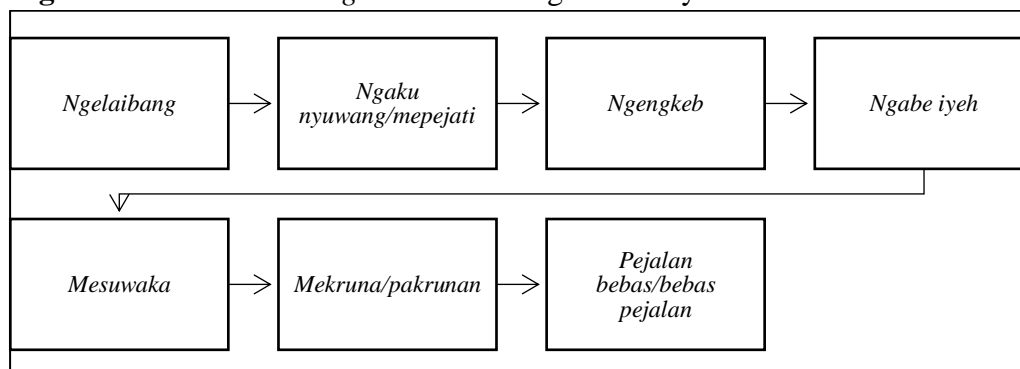 Ngelaibang
Ngaku
nyuwang/mepejati
Ngengkeb
Ngabe iyeh
Mesuwaka
Mekruna/pakrunan
Pejalan
bebas/bebas
pejalan